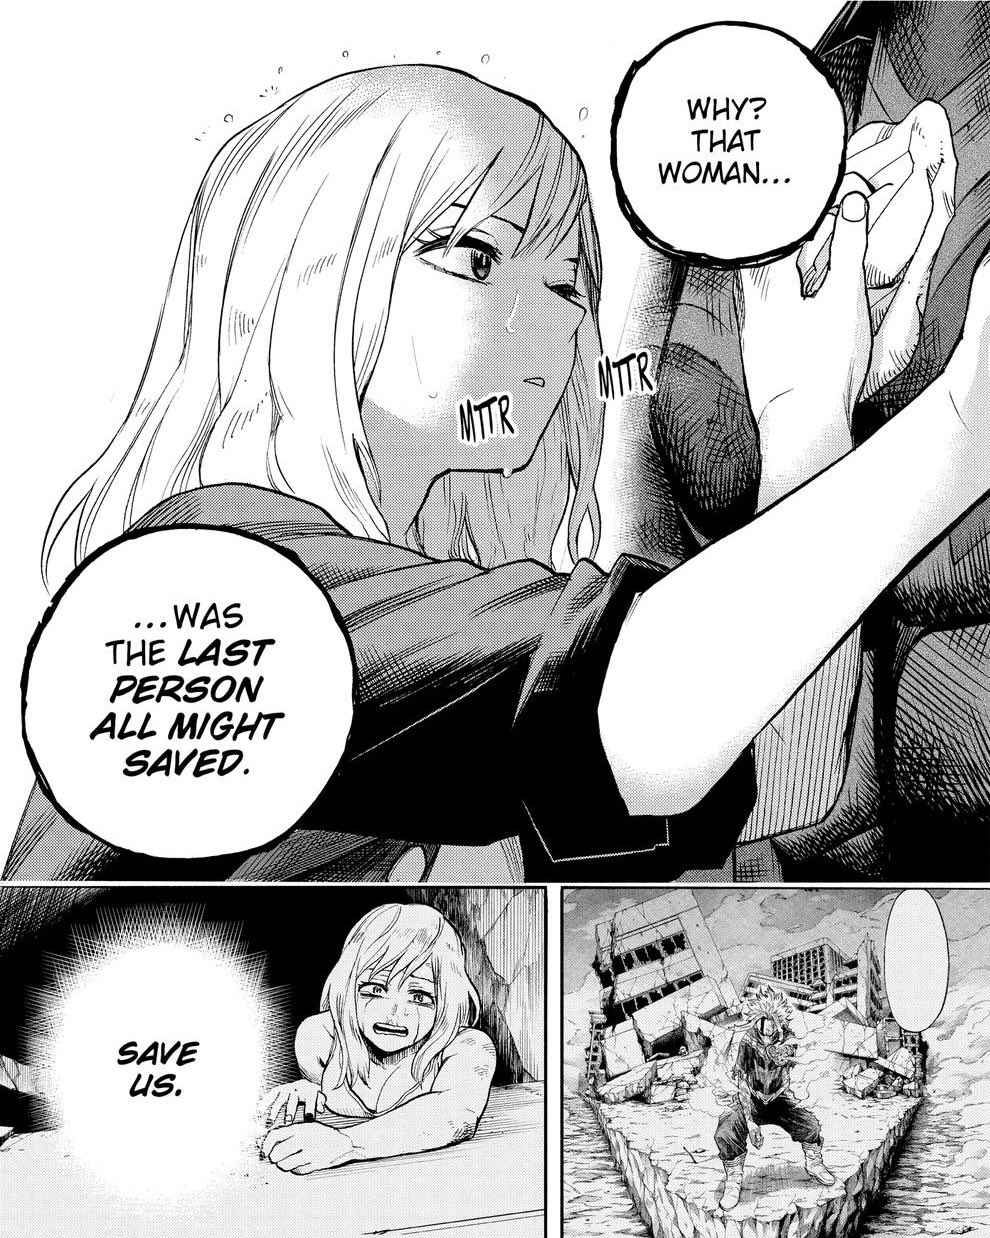 WHY?
THAT
WOMAN...
MTTR
MTTR
...WAS
THE LAST
PERSON
ALL MIGHT
SAVED.
SAVE
US.